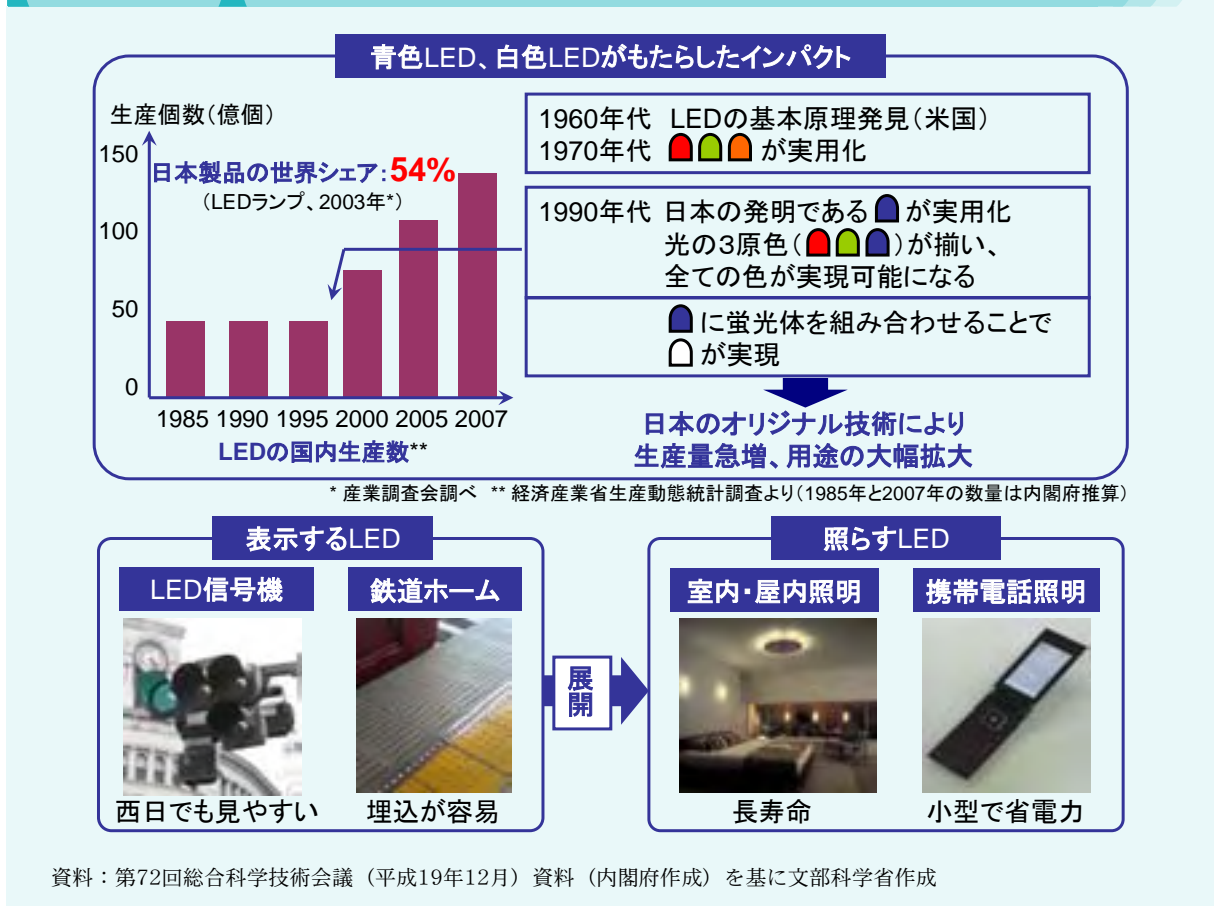 青色LED、白色LEDがもたらしたインパクト
生産個数（億個）
150
100
50
0
日本製品の世界シェア：54%
（LEDランプ、2003年*）
1985 1990 1995 2000 2005 2007
LEDの国内生産数**
1960年代 LEDの基本原理発見（米国）
1970年代 が実用化
1990年代 日本の発明である が実用化
光の3原色（ ）が揃い、
全ての色が実現可能になる
に蛍光体を組み合わせることで
が実現
日本のオリジナル技術により
生産量急増、用途の大幅拡大
* 産業調査会調べ ** 経済産業省生産動態統計調査より（1985年と2007年の数量は内閣府推算）
表示するLED
LED信号機
西日でも見やすい
鉄道ホーム
埋込が容易
展
開
照らすLED
室内・屋内照明
長寿命
携帯電話照明
小型で省電力
資料：第72回総合科学技術会議（平成19年12月）資料（内閣府作成）を基に文部科学省作成